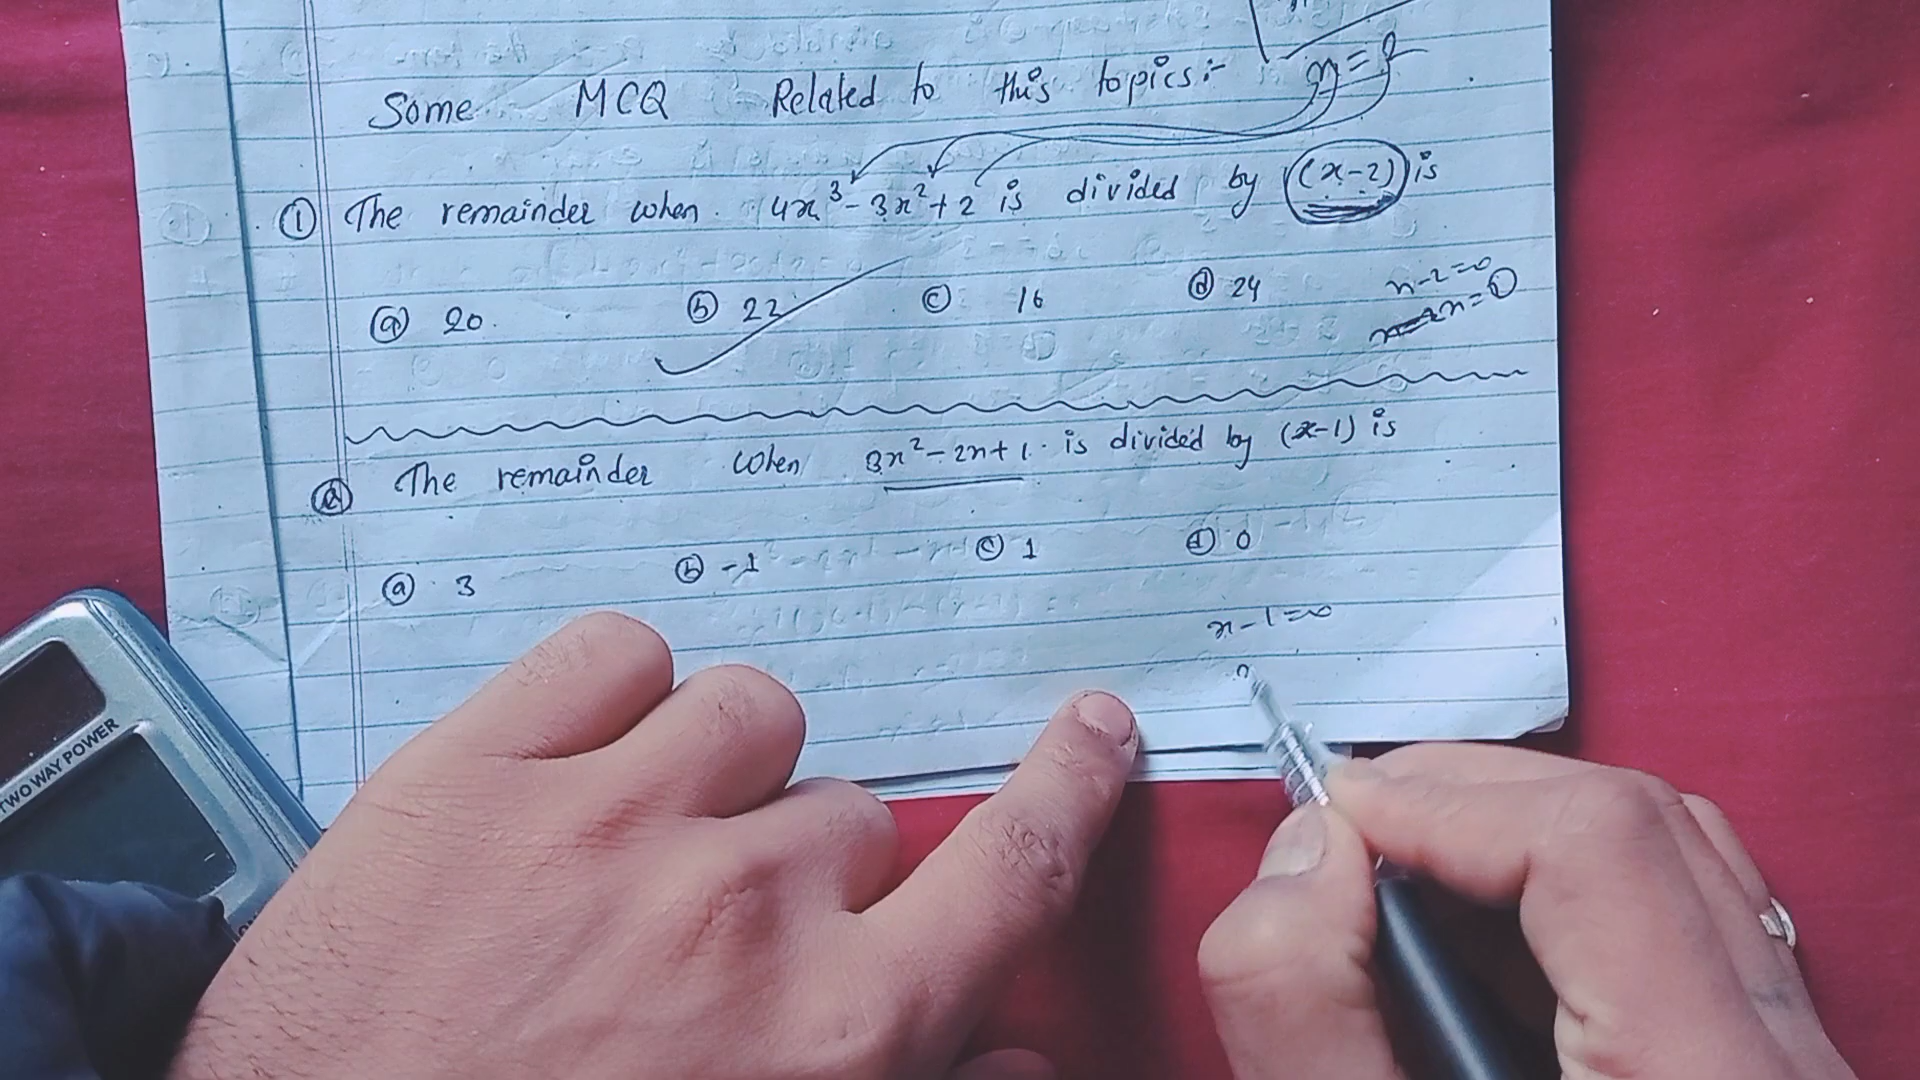 x=2
Some MCQ Related to this topics:-
① The remainder when 4x³-3x²+2 is divided by (x-2) is
ⓐ 20 ⓑ 22 ⓒ 16 ⓓ 24
x-2=0
x=2
② The remainder when 3x²-2x+1 is divided by (x-1) is
ⓐ 3 ⓑ -1 ⓒ 1 ⓓ 0
x-1=0
TWO WAY POWER